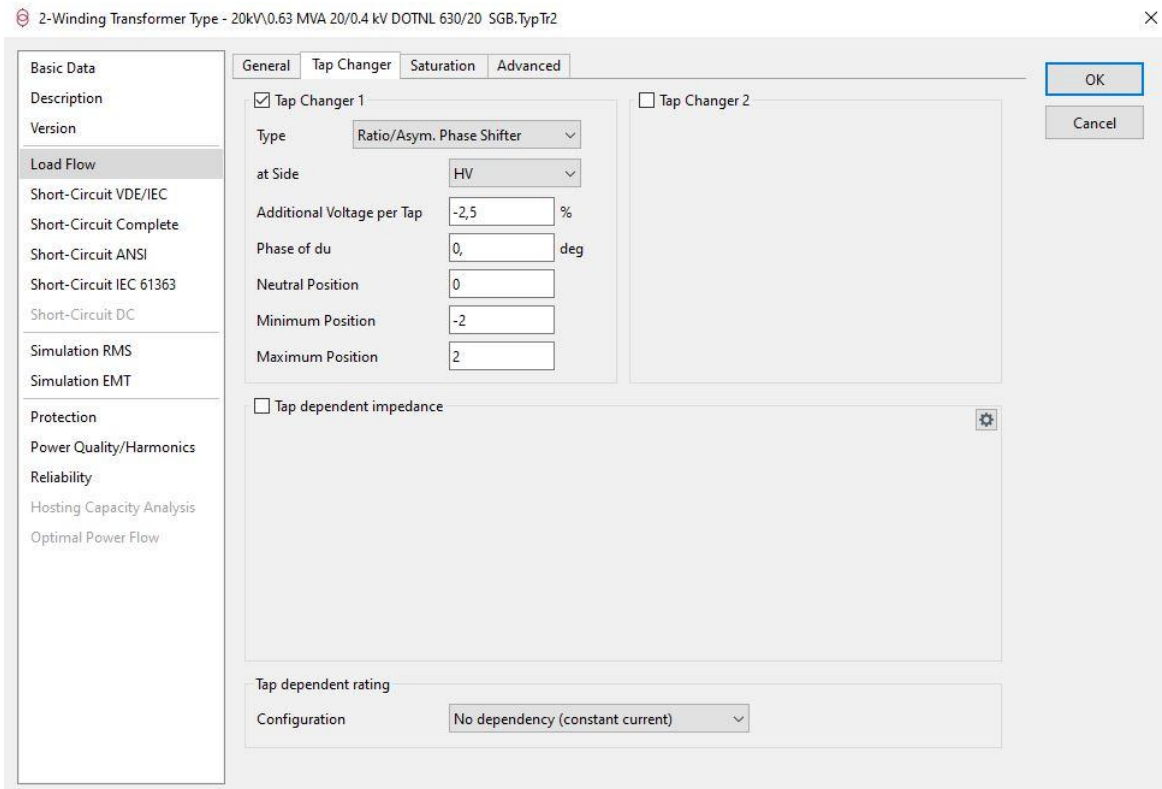 2-Winding Transformer Type - 20kV\0.63 MVA 20/0.4 kV DOTNL 630/20 SGB.TypTr2
Basic Data
Description
Version
Load Flow
Short-Circuit VDE/IEC
Short-Circuit Complete
Short-Circuit ANSI
Short-Circuit IEC 61363
Short-Circuit DC
Simulation RMS
Simulation EMT
Protection
Power Quality/Harmonics
Reliability
Hosting Capacity Analysis
Optimal Power Flow
General Tap Changer Saturation Advanced
Tap Changer 1
Type Ratio/Asym. Phase Shifter
at Side HV
Additional Voltage per Tap -2,5 %
Phase of du 0, deg
Neutral Position 0
Minimum Position -2
Maximum Position 2
Tap Changer 2
Tap dependent impedance
Tap dependent rating
Configuration No dependency (constant current)
OK
Cancel